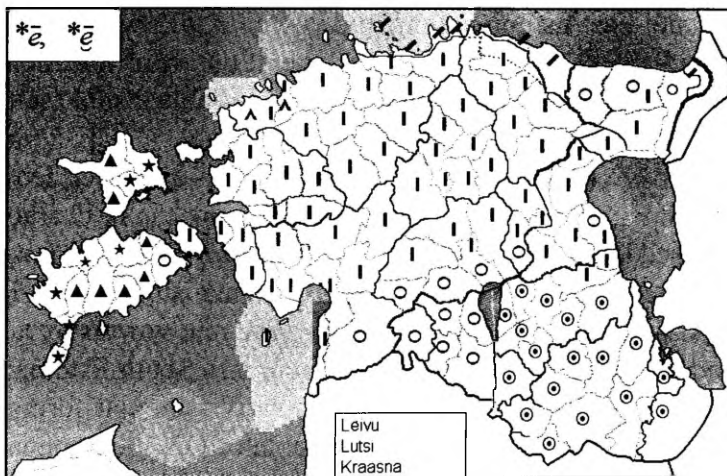 *ē, *ē̮
Leivu
Lutsi
Kraasna